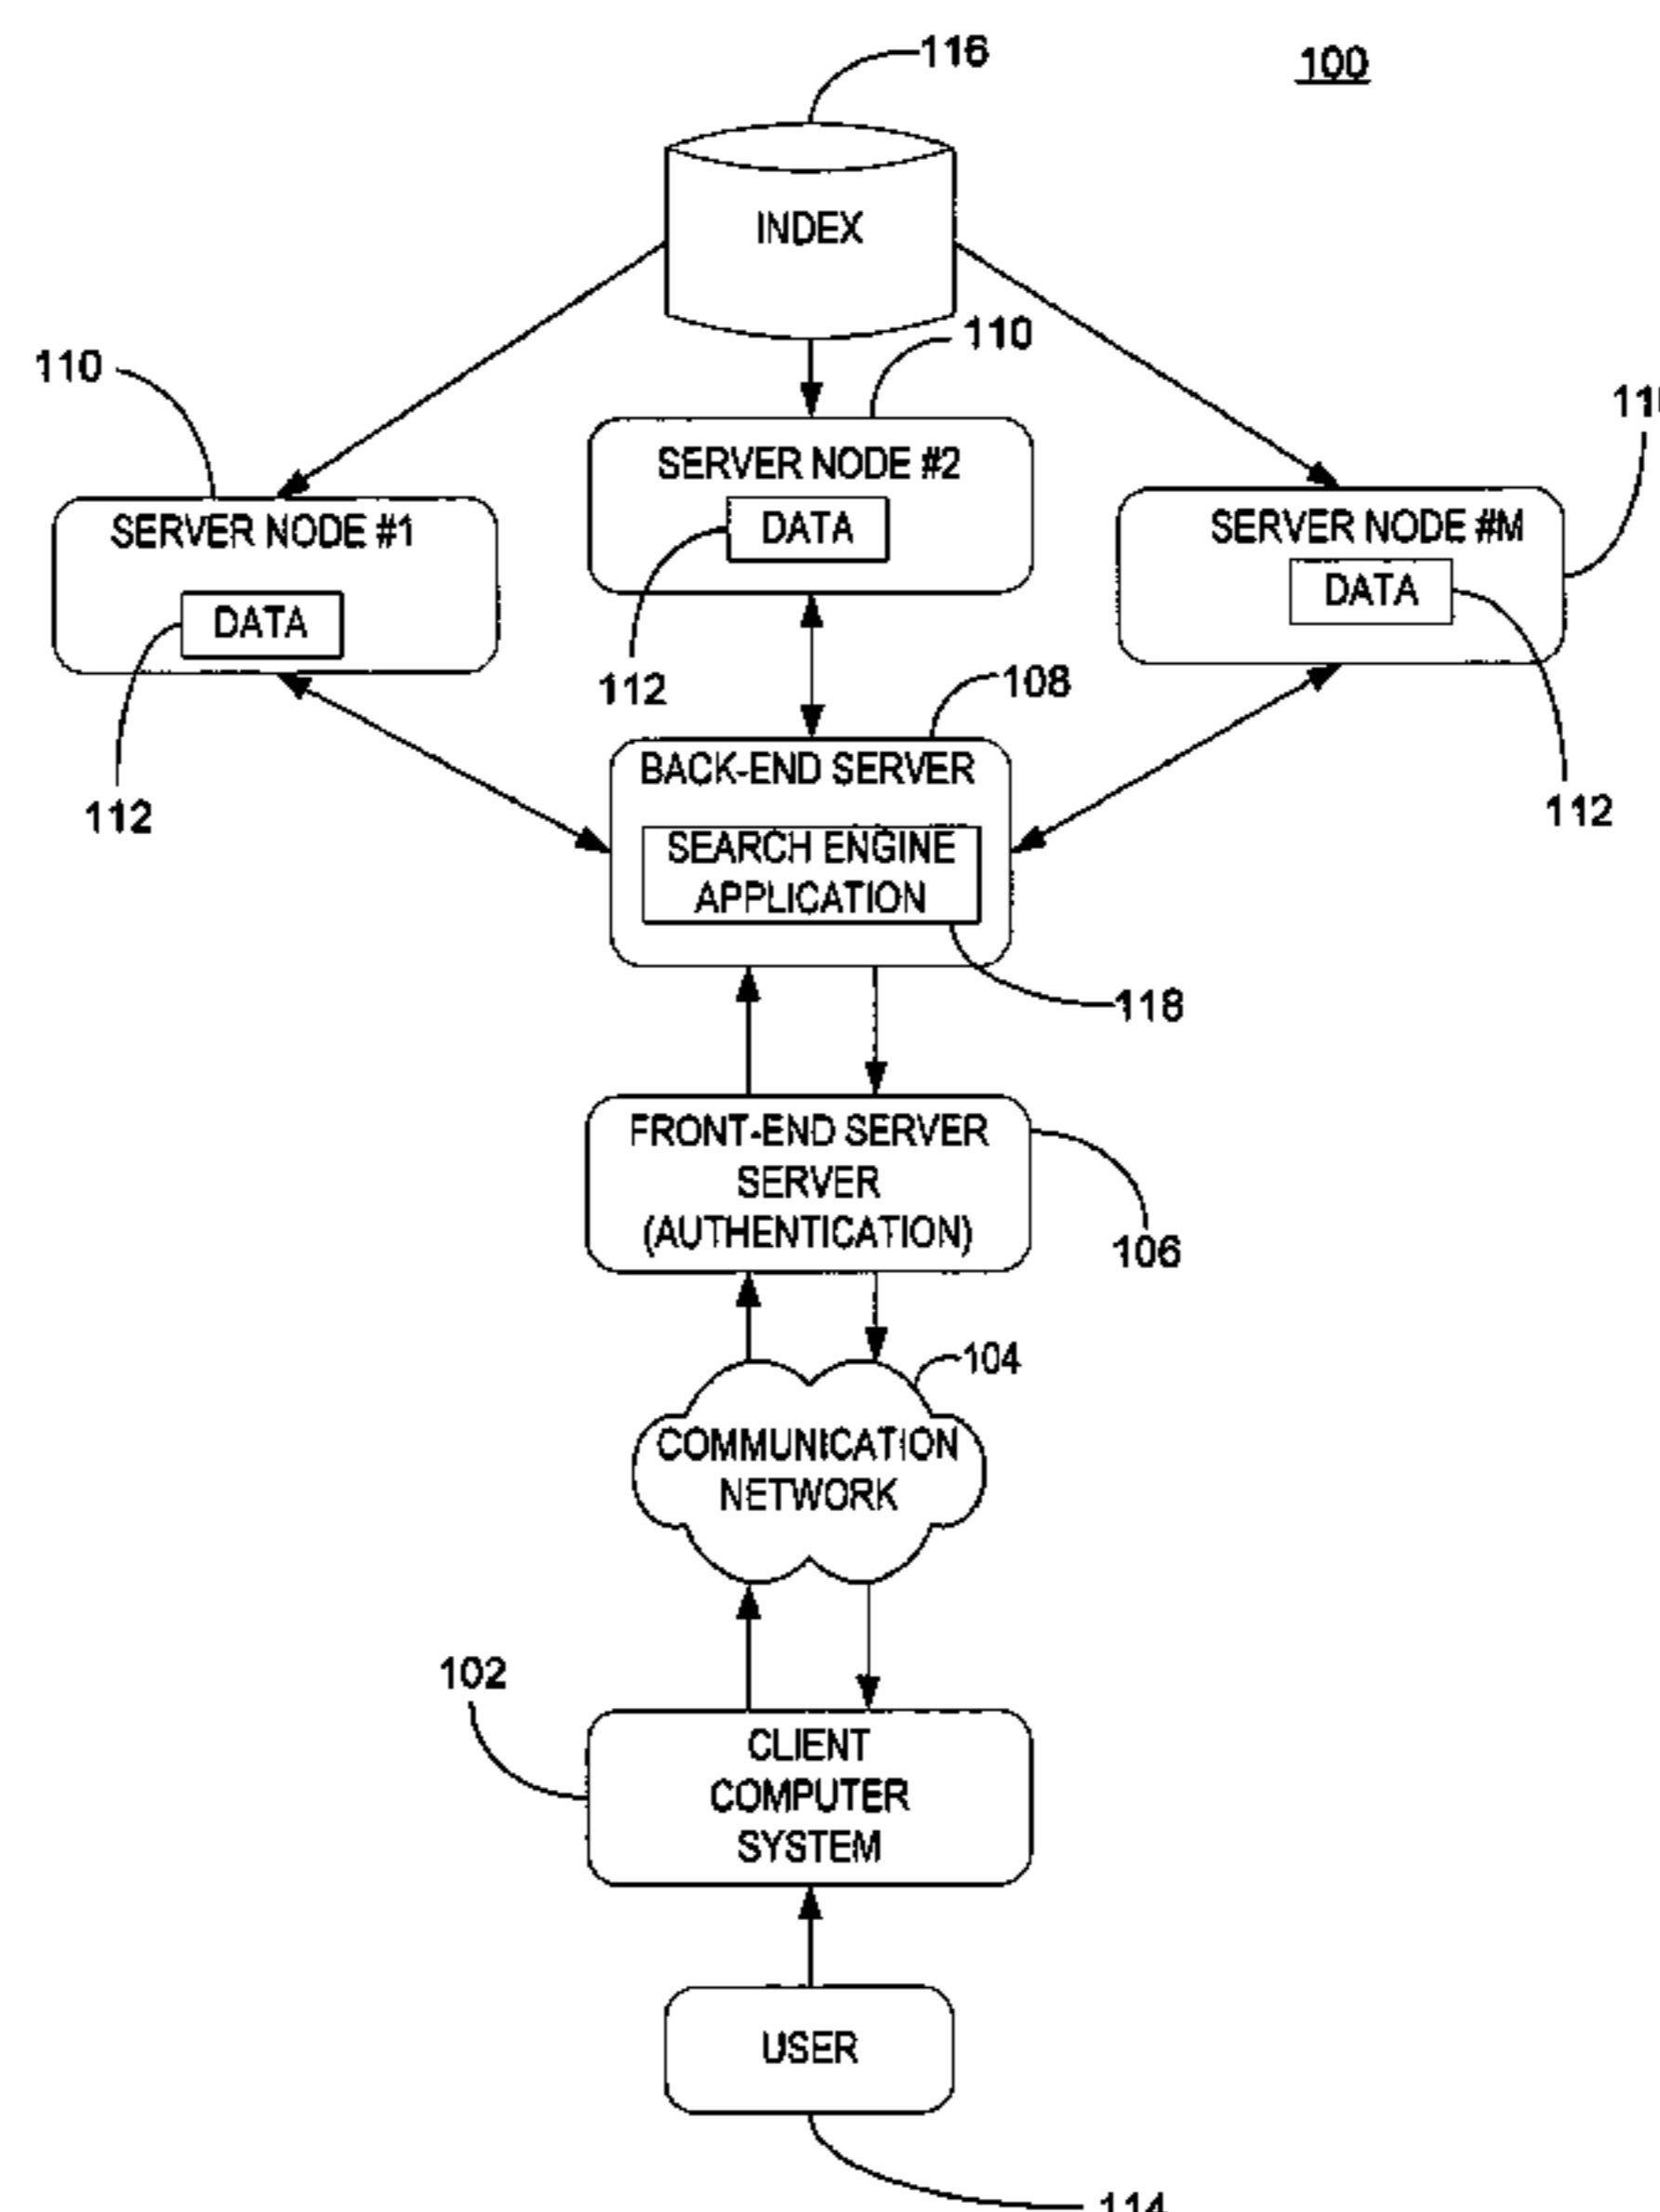 116
100
INDEX
110
110
SERVER NODE #2
DATA
SERVER NODE #1
DATA
SERVER NODE #M
DATA
112
112
112
108
BACK-END SERVER
SEARCH ENGINE
APPLICATION
118
FRONT-END SERVER
SERVER
(AUTHENTICATION)
106
104
COMMUNICATION
NETWORK
102
CLIENT
COMPUTER
SYSTEM
USER
114